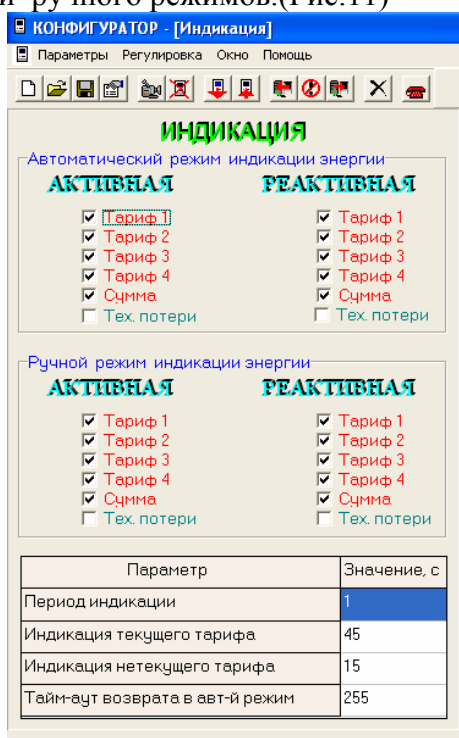 и ручного режимов.(Рис.11)
КОНФИГУРАТОР - [Индикация]
Параметры Регулировка Окно Помощь
ИНДИКАЦИЯ
Автоматический режим индикации энергии
АКТИВНАЯ РЕАКТИВНАЯ
Тариф 1 Тариф 1
Тариф 2 Тариф 2
Тариф 3 Тариф 3
Тариф 4 Тариф 4
Сумма Сумма
Тех. потери Тех. потери
Ручной режим индикации энергии
АКТИВНАЯ РЕАКТИВНАЯ
Тариф 1 Тариф 1
Тариф 2 Тариф 2
Тариф 3 Тариф 3
Тариф 4 Тариф 4
Сумма Сумма
Тех. потери Тех. потери
Параметр Значение, с
Период индикации 1
Индикация текущего тарифа 45
Индикация нетекущего тарифа 15
Тайм-аут возврата в авт-й режим 255